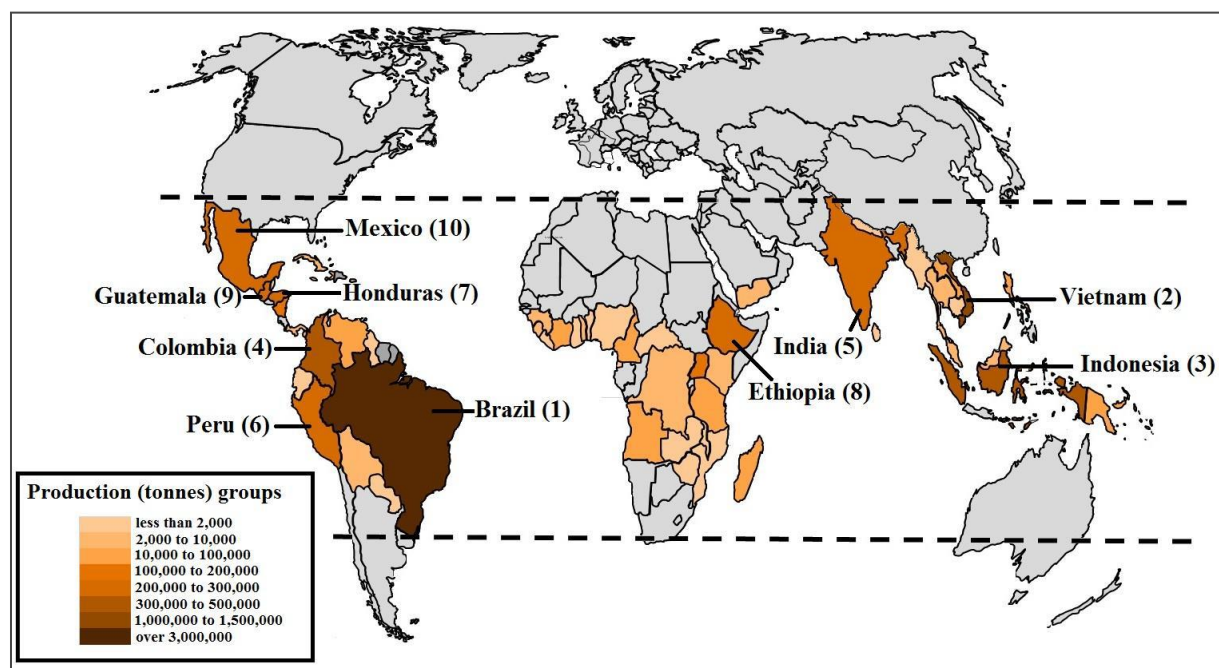 Mexico (10)
Guatemala (9)
Honduras (7)
Vietnam (2)
Colombia (4)
India (5)
Indonesia (3)
Ethiopia (8)
Brazil (1)
Peru (6)
Production (tonnes) groups
less than 2,000
2,000 to 10,000
10,000 to 100,000
100,000 to 200,000
200,000 to 300,000
300,000 to 500,000
1,000,000 to 1,500,000
over 3,000,000